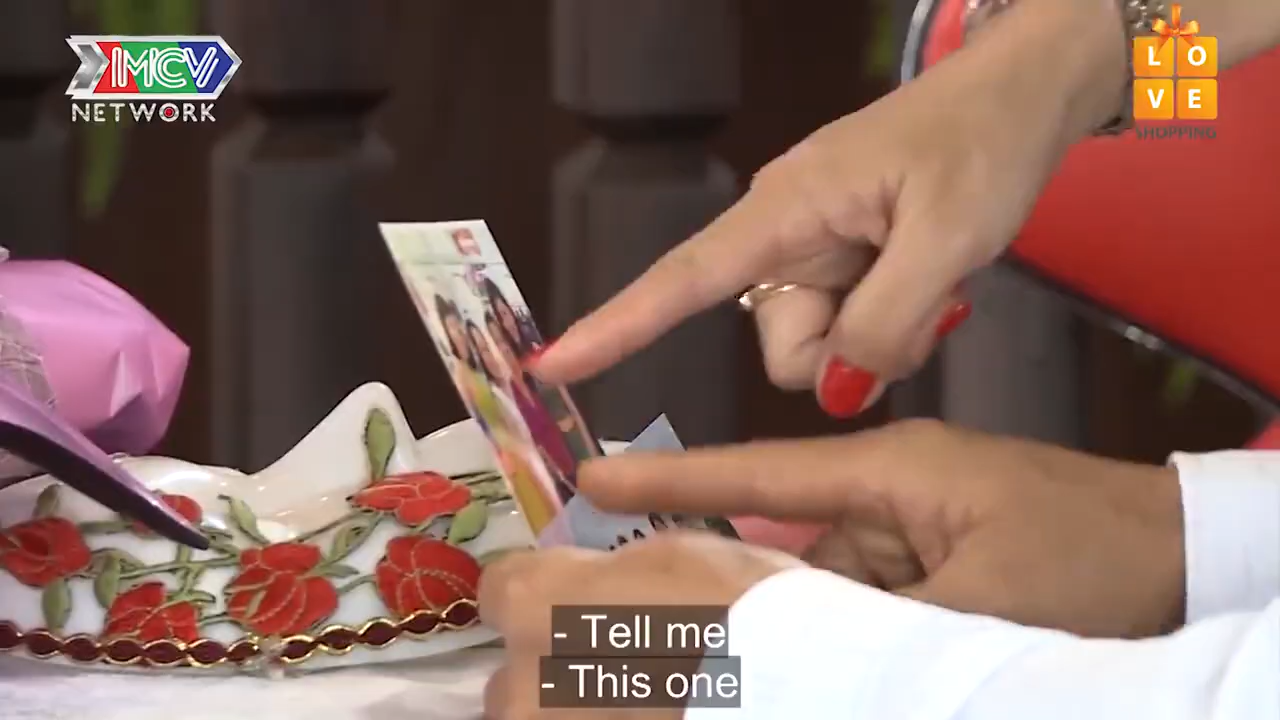 MCV
NETWORK
L O
V E
SHOPPING
- Tell me
- This one